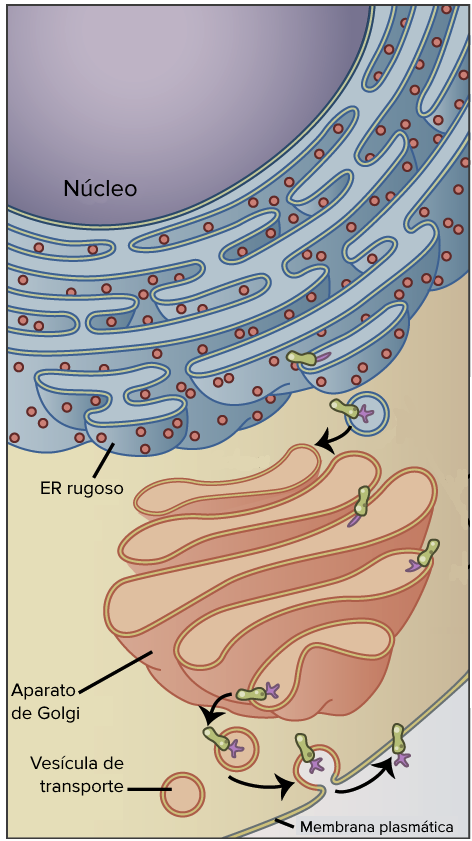 Núcleo
ER rugoso
Aparato
de Golgi
Vesícula de
transporte
Membrana plasmática